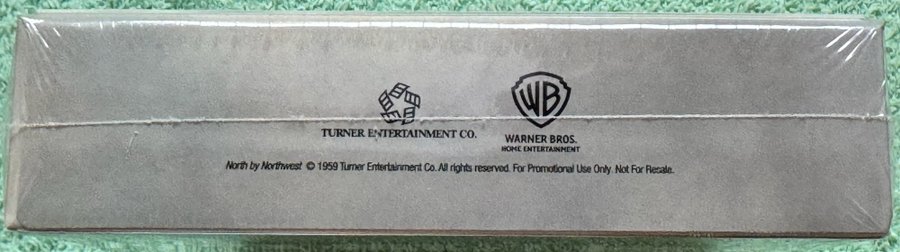 WB
TURNER ENTERTAINMENT CO.
WARNER BROS.
HOME ENTERTAINMENT
North by Northwest © 1959 Turner Entertainment Co. All rights reserved. For Promotional Use Only. Not For Resale.